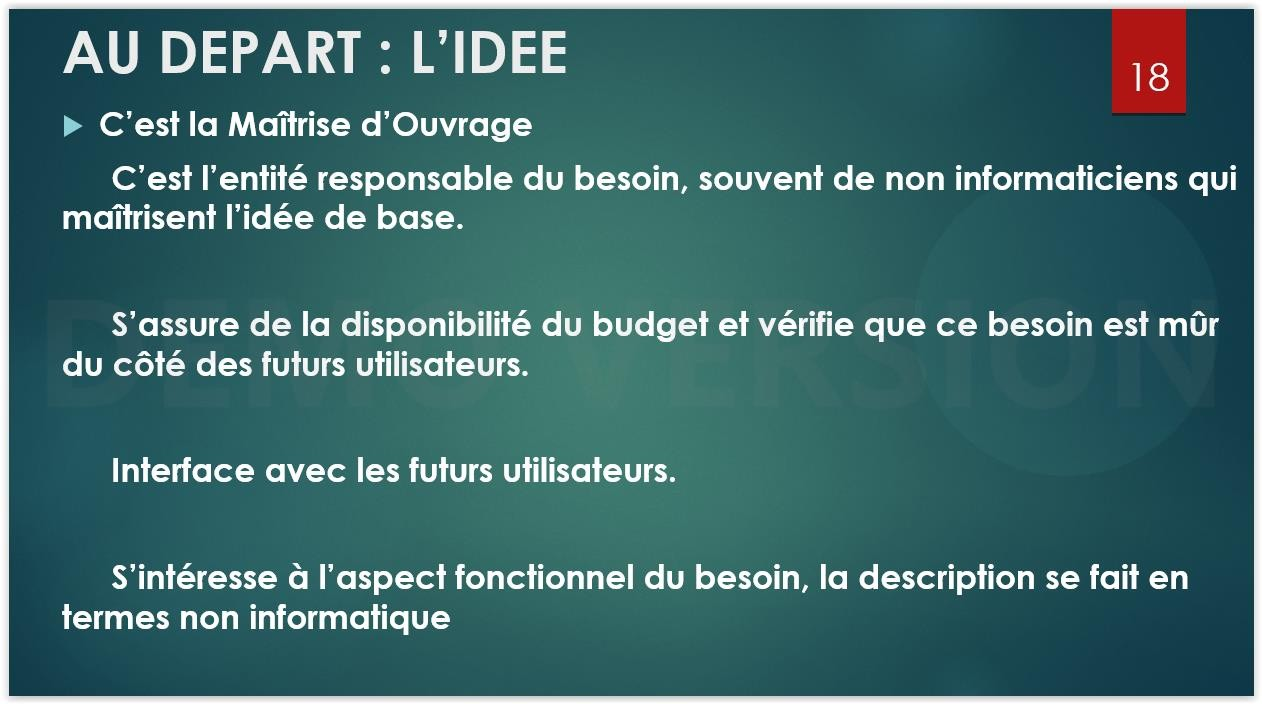 AU DEPART : L’IDEE
18
C’est la Maîtrise d’Ouvrage
C’est l’entité responsable du besoin, souvent de non informaticiens qui
maîtrisent l’idée de base.
S’assure de la disponibilité du budget et vérifie que ce besoin est mûr
du côté des futurs utilisateurs.
DEMO VERSION
Interface avec les futurs utilisateurs.
S’intéresse à l’aspect fonctionnel du besoin, la description se fait en
termes non informatique